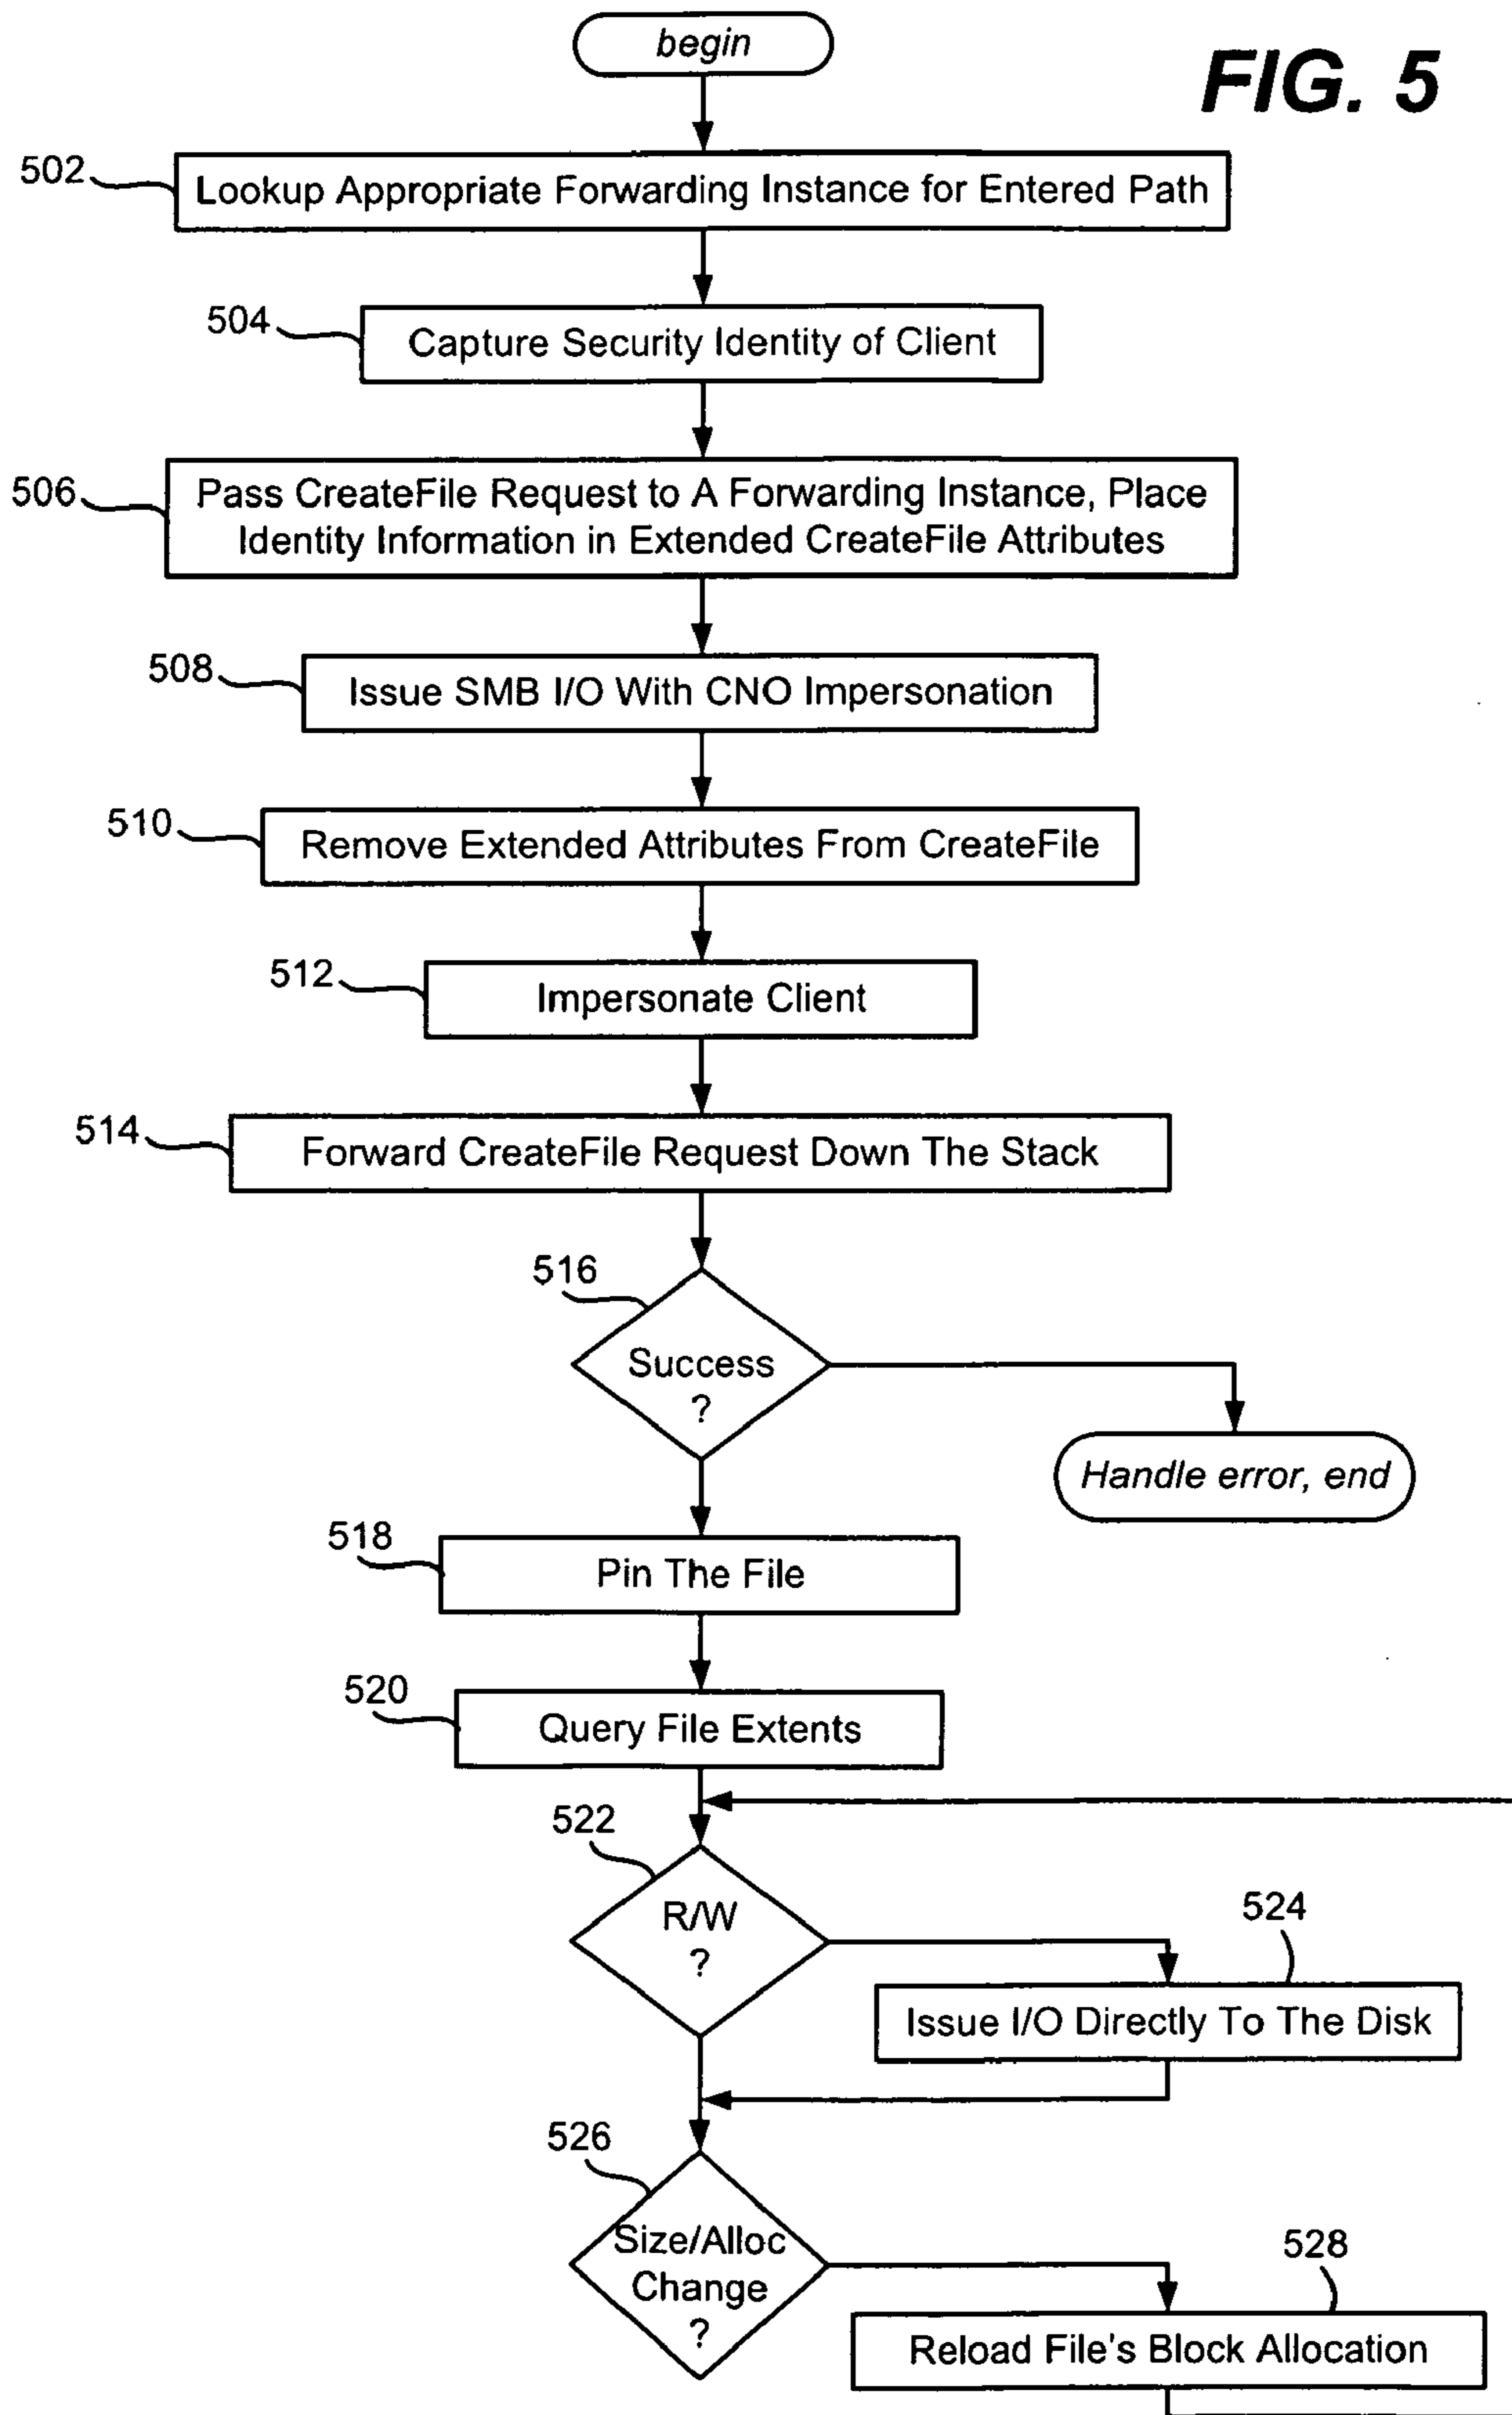 begin
FIG. 5
502
Lookup Appropriate Forwarding Instance for Entered Path
504
Capture Security Identity of Client
506
Pass CreateFile Request to A Forwarding Instance, Place
Identity Information in Extended CreateFile Attributes
508
Issue SMB I/O With CNO Impersonation
510
Remove Extended Attributes From CreateFile
512
Impersonate Client
514
Forward CreateFile Request Down The Stack
516
Success
?
Handle error, end
518
Pin The File
520
Query File Extents
522
R/W
?
524
Issue I/O Directly To The Disk
526
Size/Alloc
Change
?
528
Reload File's Block Allocation